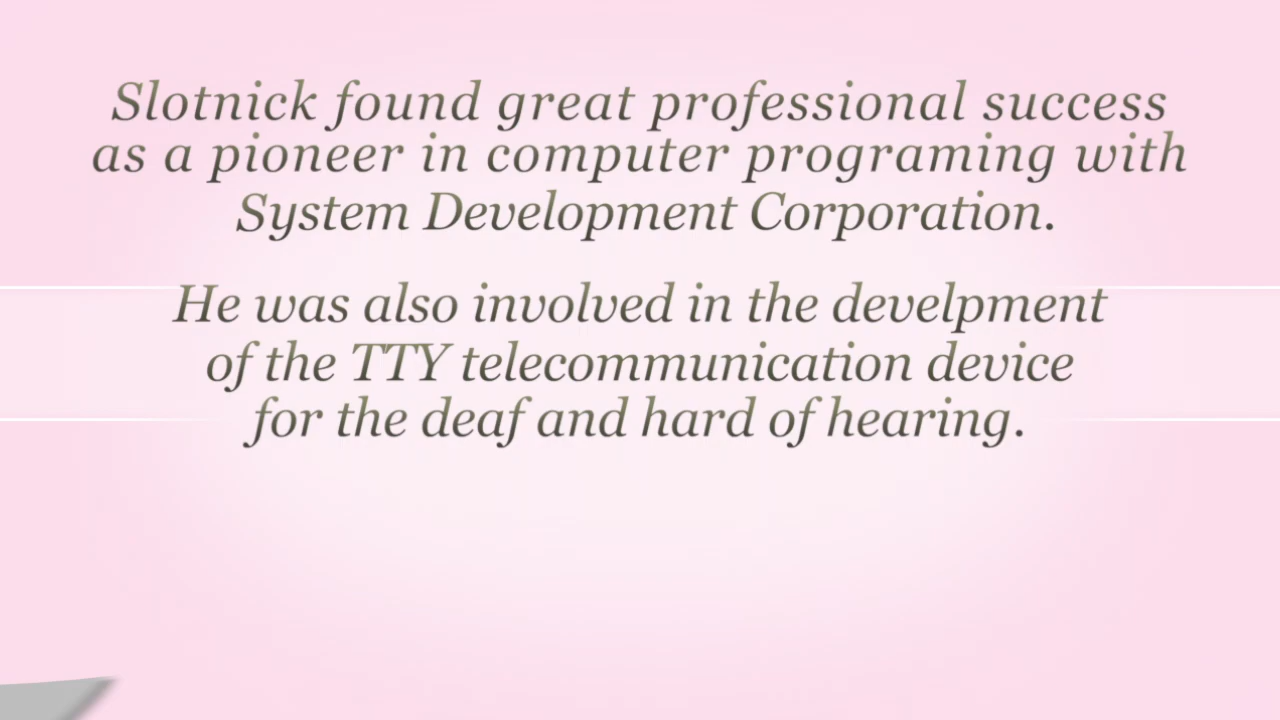 Slotnick found great professional success
as a pioneer in computer programing with
System Development Corporation.
He was also involved in the develpment
of the TTY telecommunication device
for the deaf and hard of hearing.